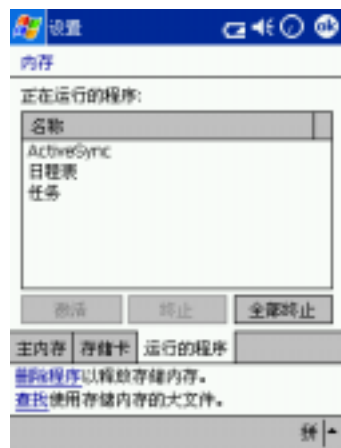 设置
ok
内存
正在运行的程序:
名称
ActiveSync
日程表
任务
激活 终止 全部终止
主内存 存储卡 运行的程序
删除程序以释放存储内存。
查找使用存储内存的大文件。
拼